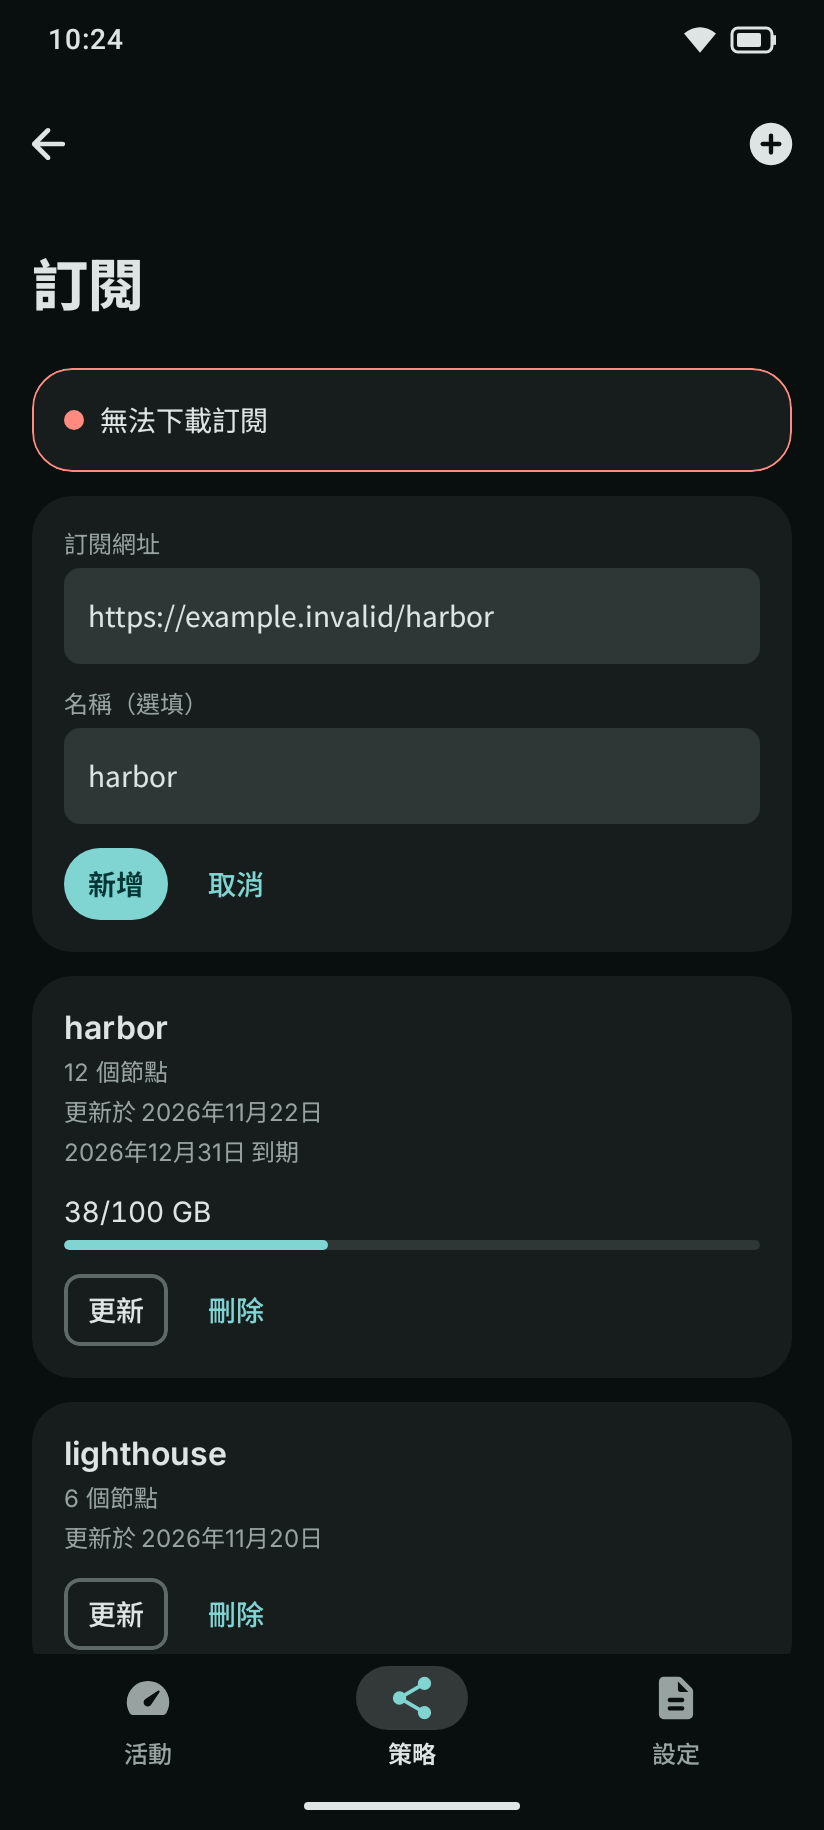 10:24
訂閱
無法下載訂閱
訂閱網址
https://example.invalid/harbor
名稱（選填）
harbor
新增
取消
harbor
12 個節點
更新於 2026年11月22日
2026年12月31日 到期
38/100 GB
更新
刪除
lighthouse
6 個節點
更新於 2026年11月20日
更新
刪除
活動
策略
設定